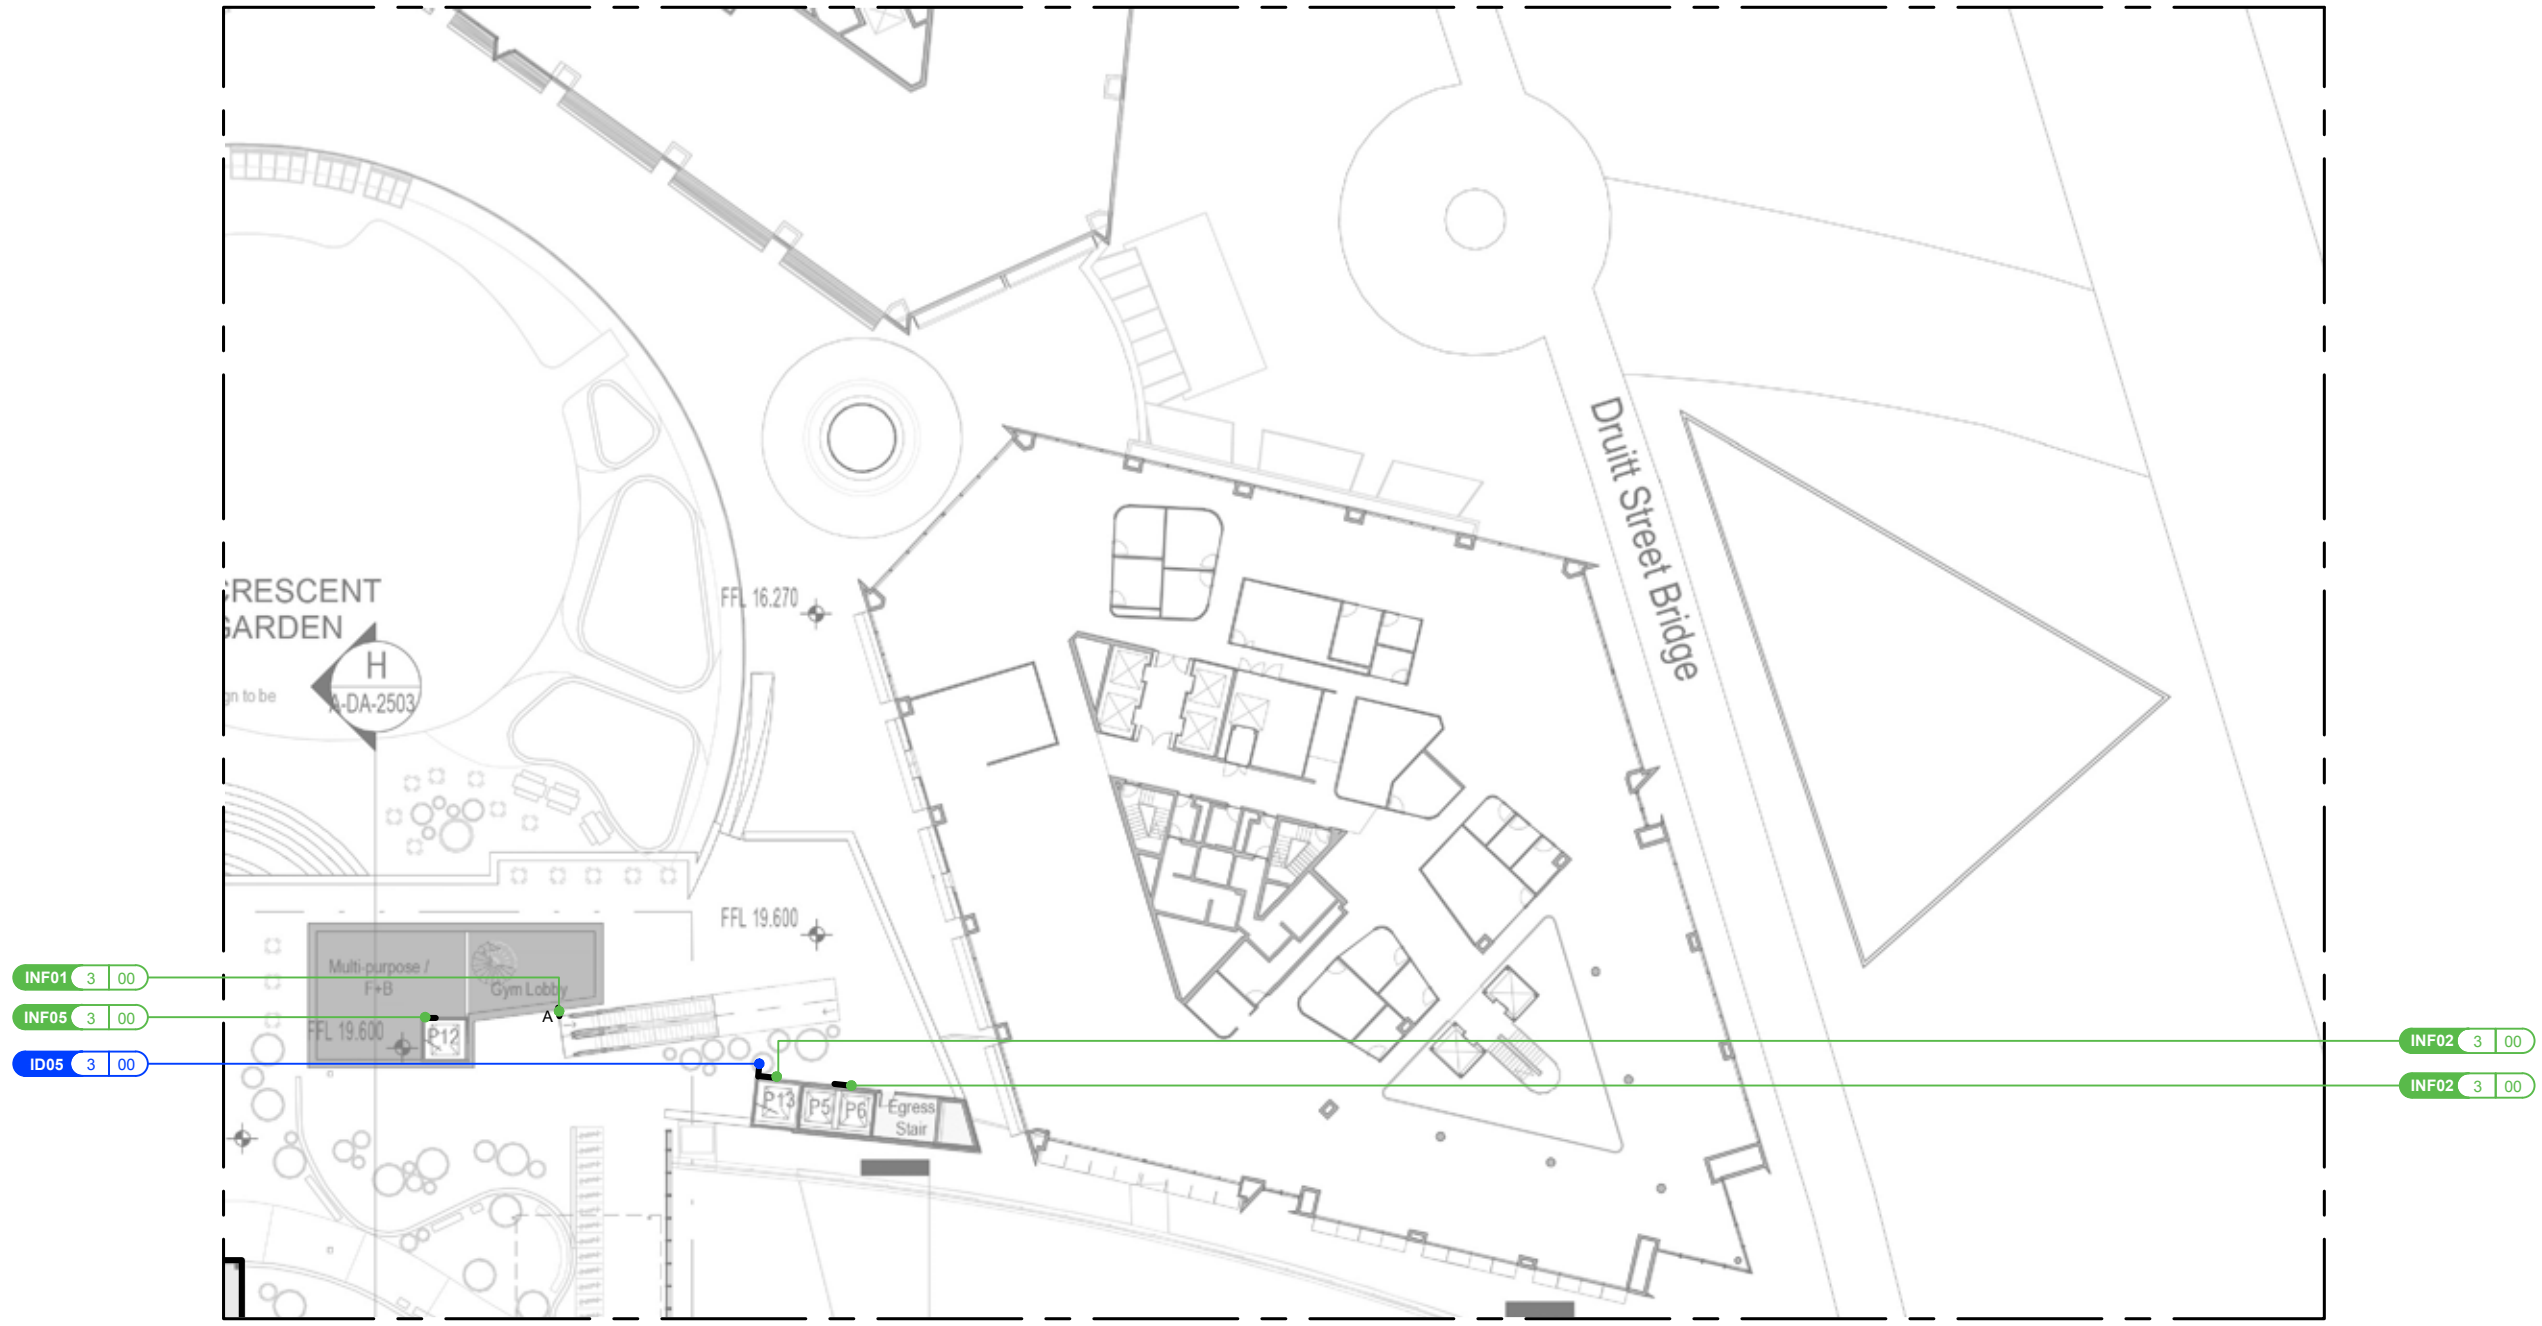 Druitt Street Bridge
CRESCENT
GARDEN
FFL 16.270
H
A-DA-2503
gn to be
FFL 19.600
Multi-purpose /
F+B
Gym Lobby
INF01 3 00
A
INF05 3 00
FFL 19.600
P12
ID05 3 00
INF02 3 00
INF02 3 00
P13
P5
P6
Egress
Stair